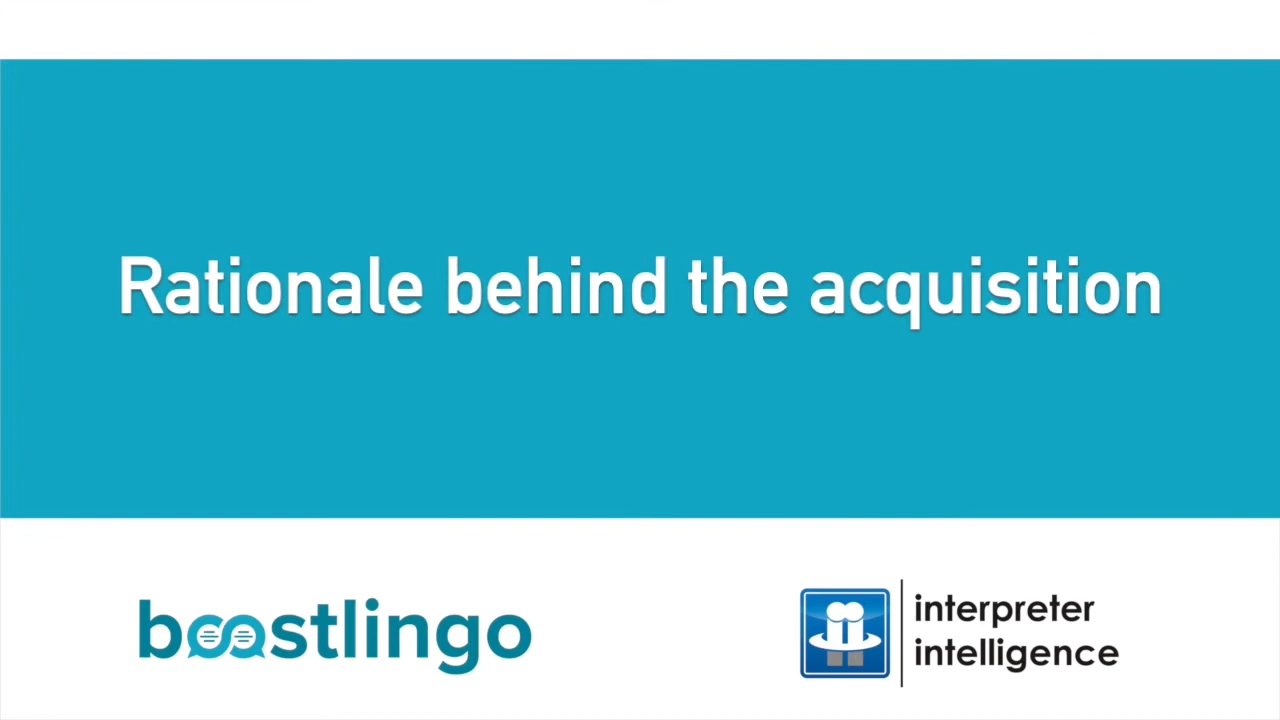 Rationale behind the acquisition
boostlingo
interpreter
intelligence